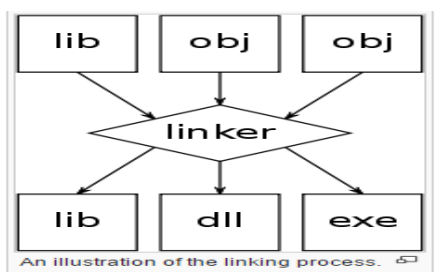 lib obj obj
linker
lib dll exe
An illustration of the linking process.